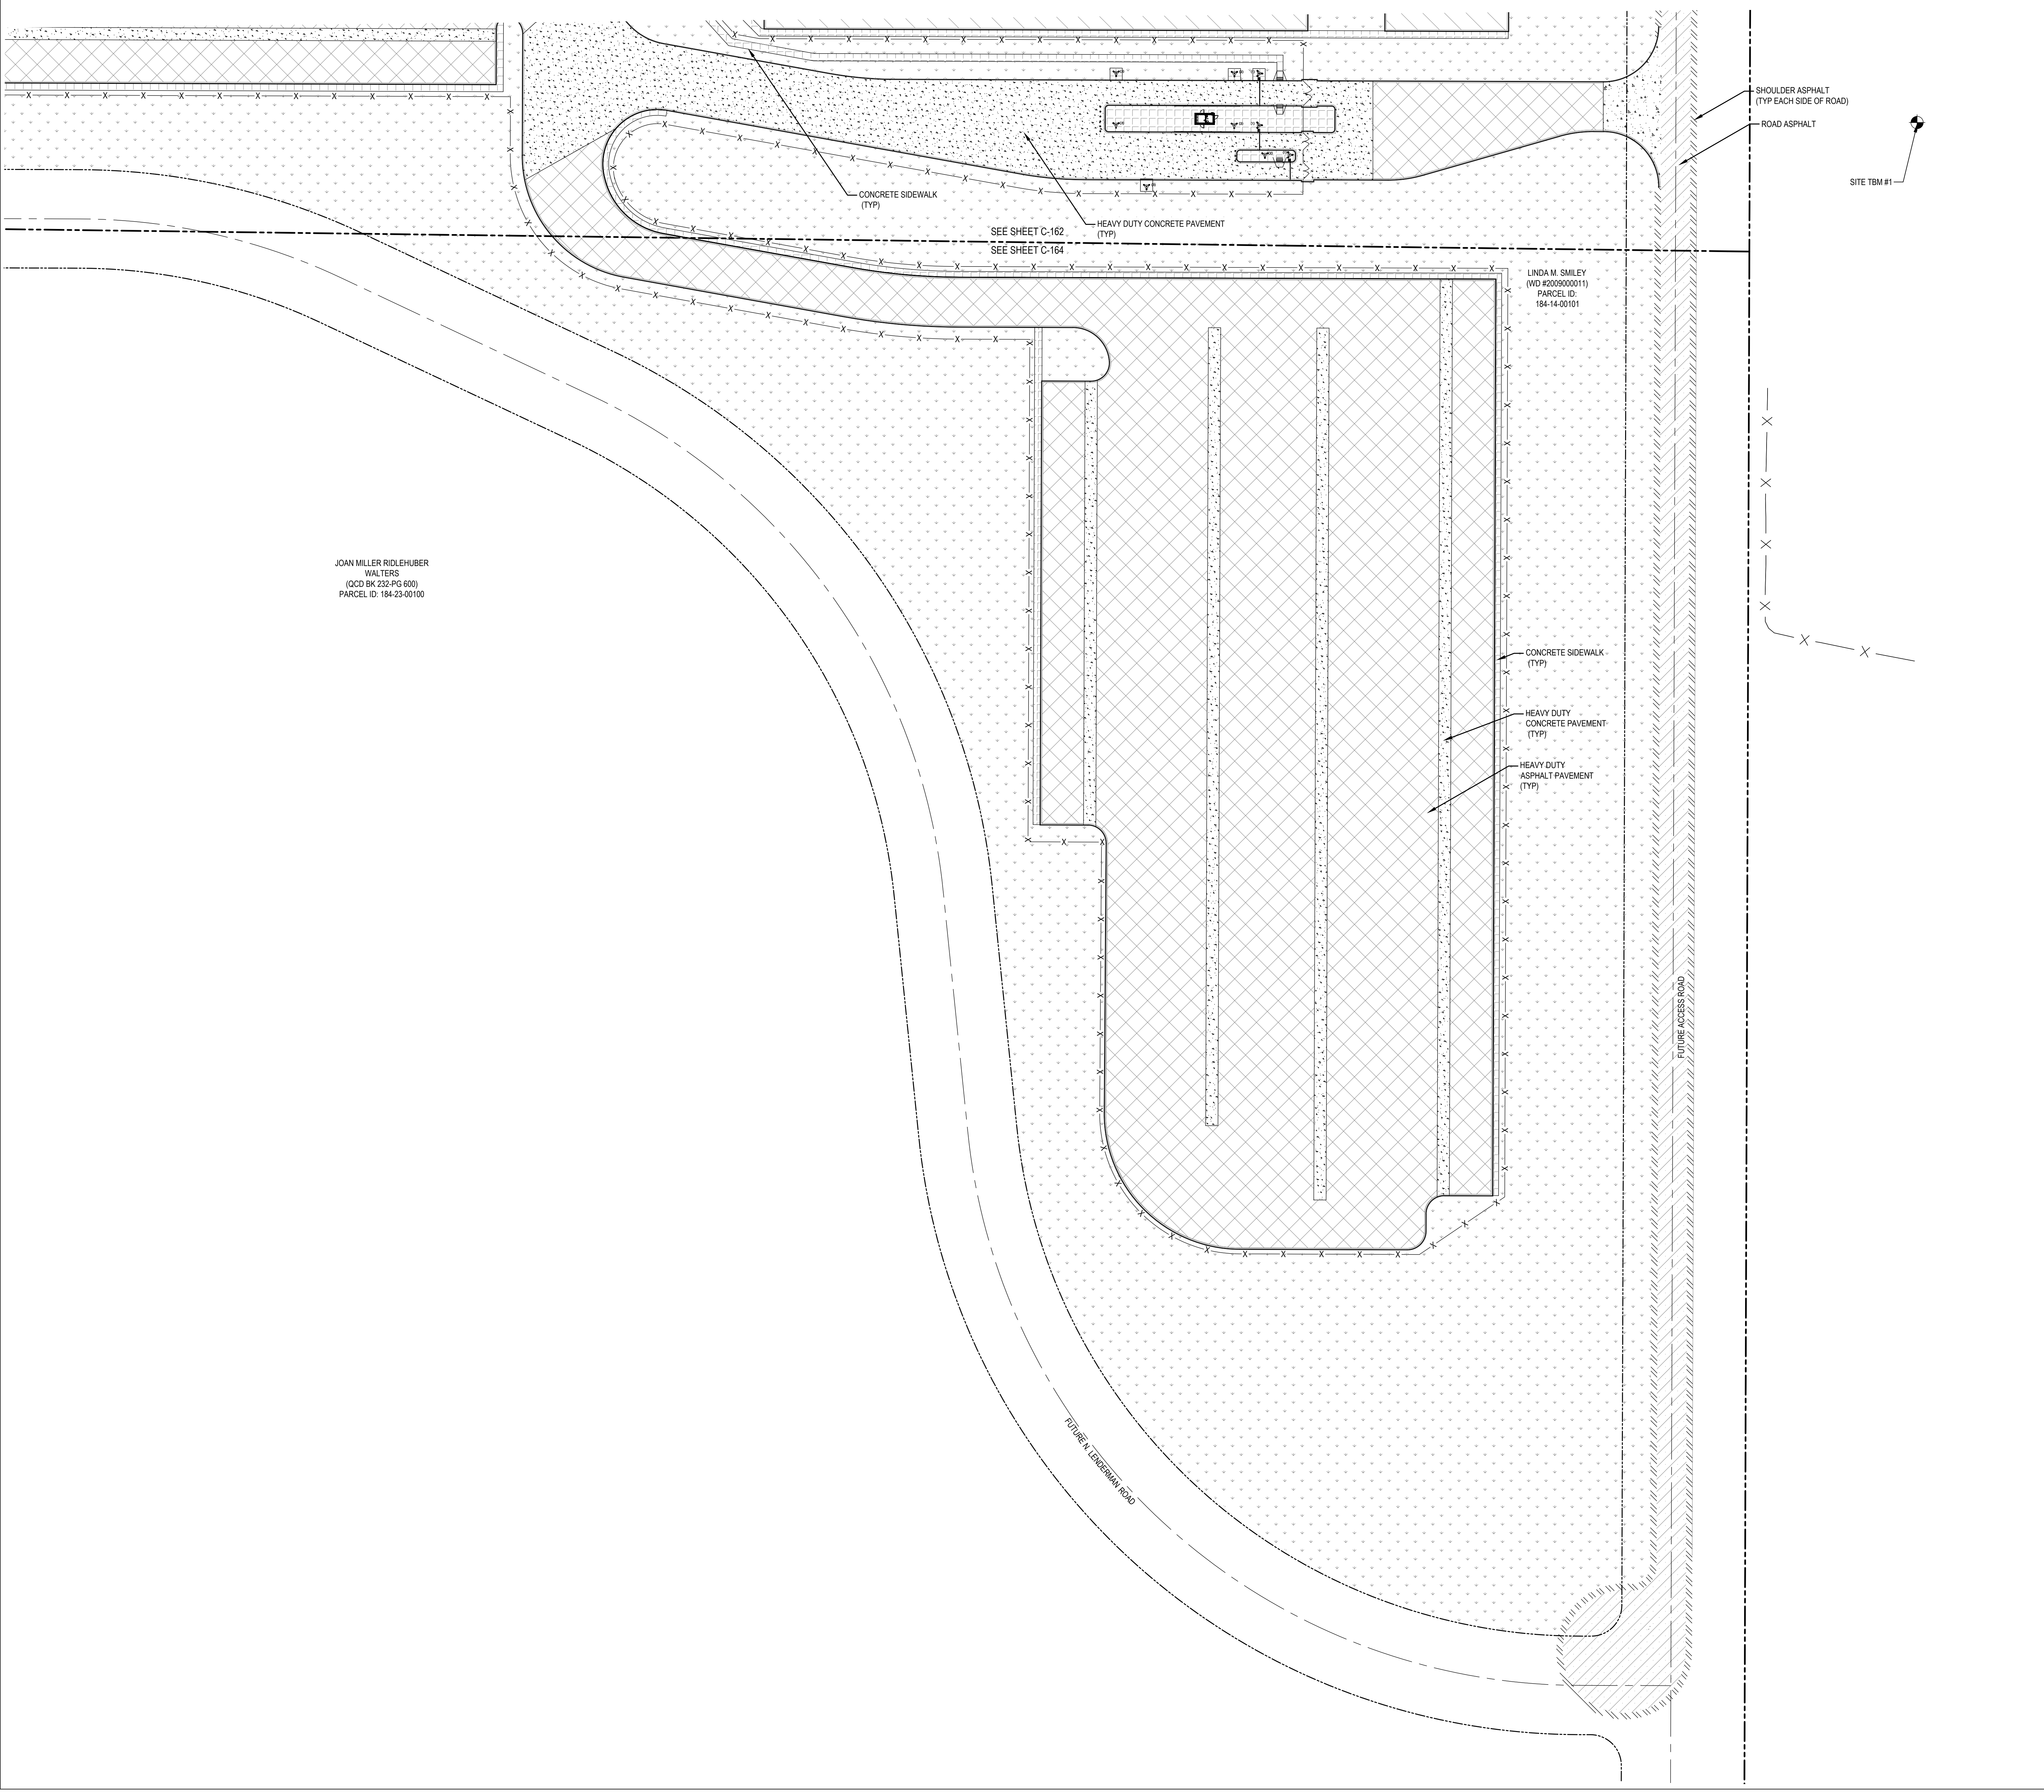 SHOULDER ASPHALT
(TYP EACH SIDE OF ROAD)
ROAD ASPHALT
SITE TBM #1
CONCRETE SIDEWALK
(TYP)
HEAVY DUTY CONCRETE PAVEMENT
(TYP)
SEE SHEET C-162
SEE SHEET C-164
LINDA M. SMILEY
(WD #2009000011)
PARCEL ID:
184-14-00101
JOAN MILLER RIDLEHUBER
WALTERS
(QCD BK 232-PG 600)
PARCEL ID: 184-23-00100
CONCRETE SIDEWALK
(TYP)
HEAVY DUTY
CONCRETE PAVEMENT
(TYP)
HEAVY DUTY
ASPHALT PAVEMENT
(TYP)
FUTURE ACCESS ROAD
FUTURE N. LENDERMAN ROAD